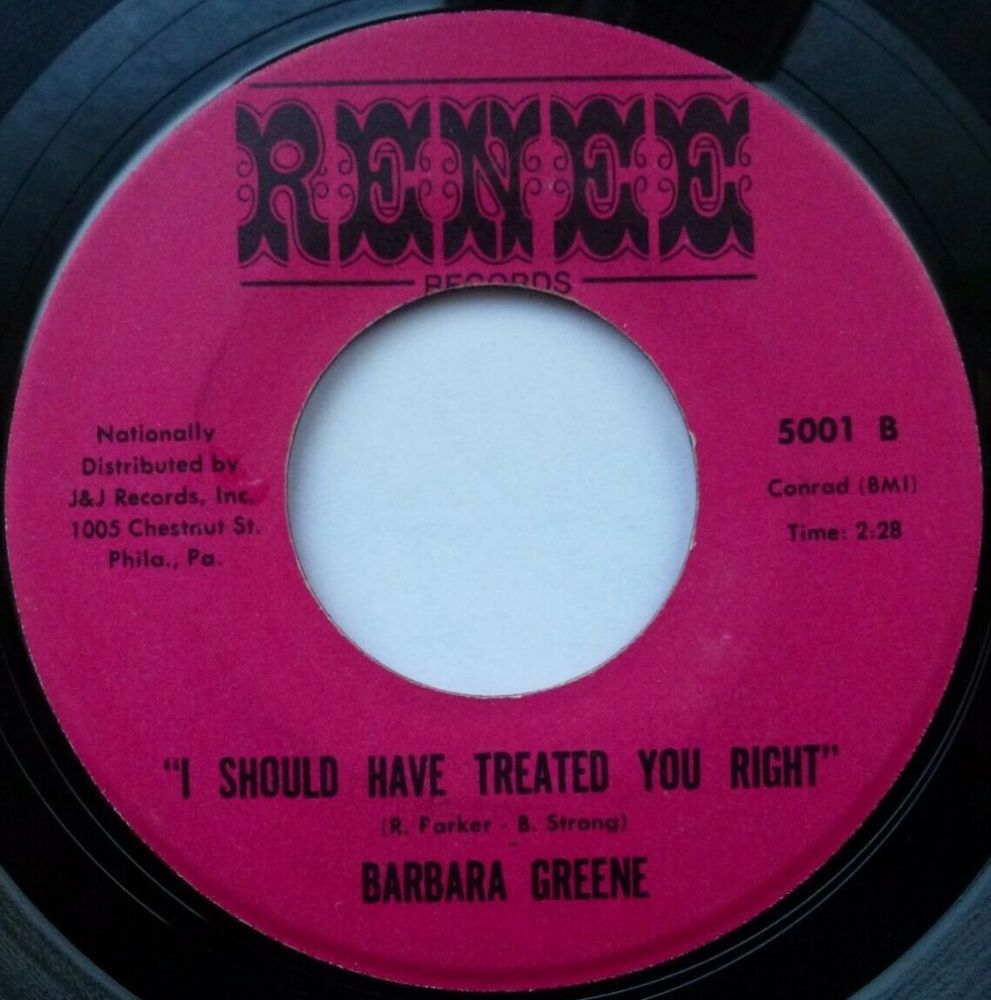 RENEE
RECORDS
Nationally
Distributed by
J&J Records, Inc.
1005 Chestnut St.
Phila., Pa.
5001 B
Conrad (BMI)
Time: 2:28
"I SHOULD HAVE TREATED YOU RIGHT"
(R. Parker - B. Strong)
BARBARA GREENE